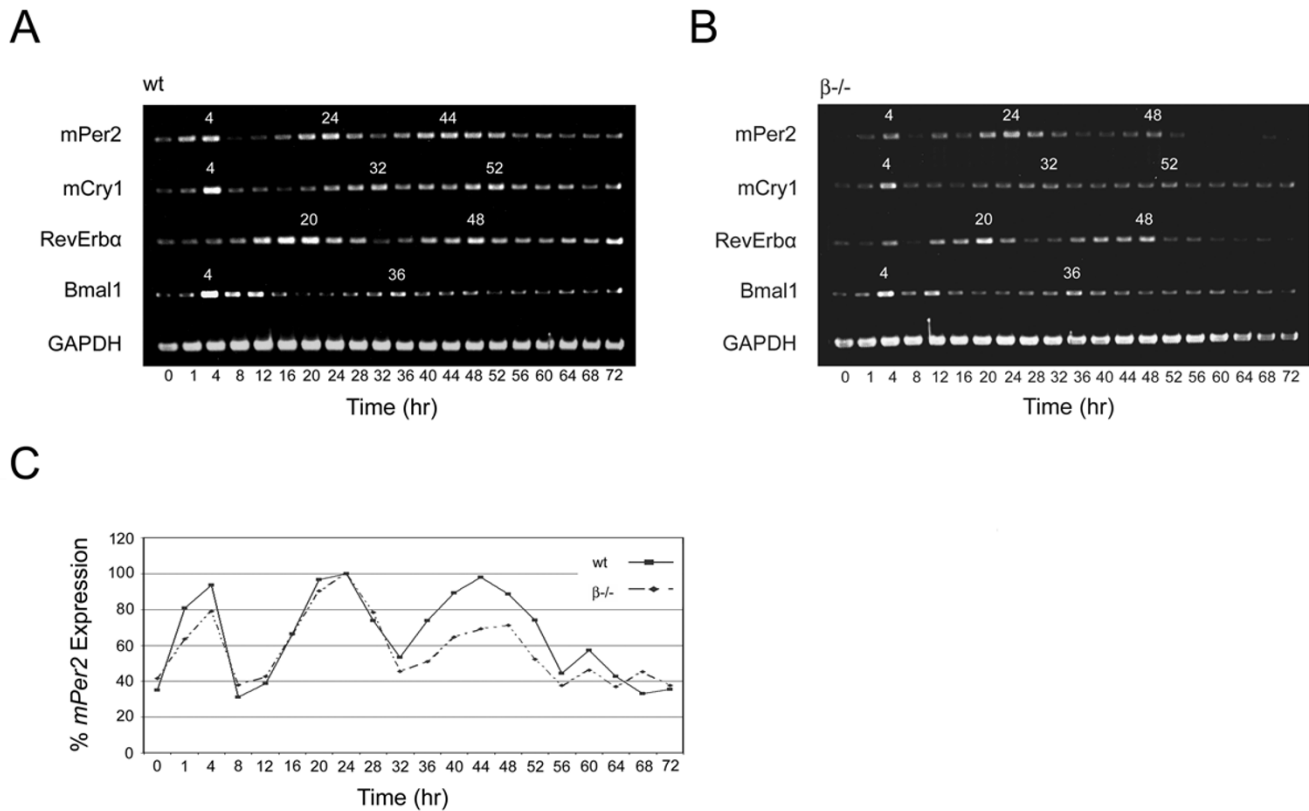 A
wt
4 24 44
mPer2
4 32 52
mCry1
20 48
RevErbα
4 36
Bmal1
GAPDH
0 1 4 8 12 16 20 24 28 32 36 40 44 48 52 56 60 64 68 72
Time (hr)
B
β-/-
4 24 48
mPer2
4 32 52
mCry1
20 48
RevErbα
4 36
Bmal1
GAPDH
0 1 4 8 12 16 20 24 28 32 36 40 44 48 52 56 60 64 68 72
Time (hr)
C
% mPer2 Expression
120
100
80
60
40
20
0
wt
β-/-
0 1 4 8 12 16 20 24 28 32 36 40 44 48 52 56 60 64 68 72
Time (hr)